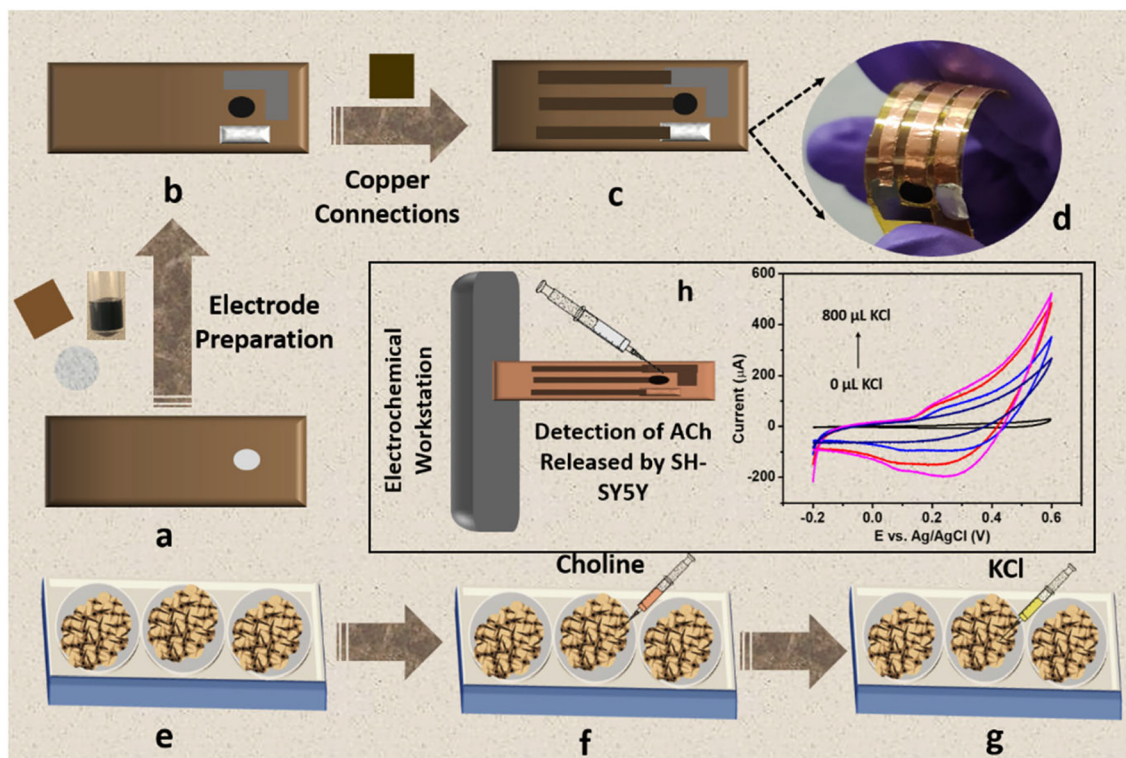 b
Copper
Connections
c
d
Electrode
Preparation
a
h
Electrochemical
Workstation
Detection of ACh
Released by SH-
SY5Y
Current (µA)
600
400
200
0
-200
800 µL KCl
0 µL KCl
-0.2 0.0 0.2 0.4 0.6
E vs. Ag/AgCl (V)
Choline
KCl
e
f
g